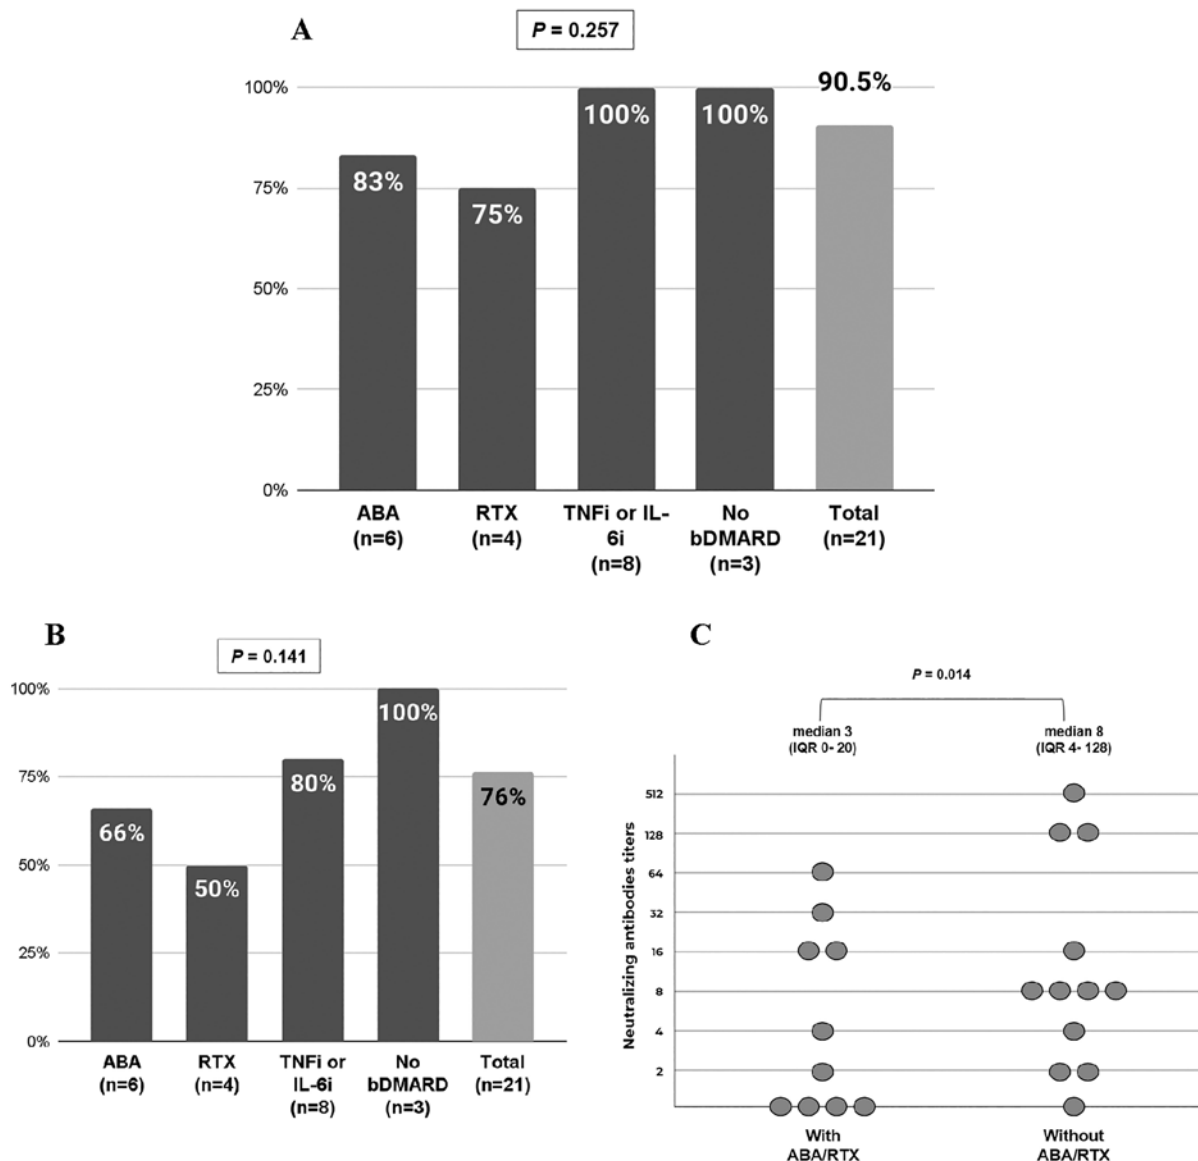 A
P = 0.257
100%
75%
50%
25%
0%
83%
75%
100%
100%
90.5%
ABA
(n=6)
RTX
(n=4)
TNFi or IL-
6i
(n=8)
No
bDMARD
(n=3)
Total
(n=21)
B
P = 0.141
100%
75%
50%
25%
0%
66%
50%
80%
100%
76%
ABA
(n=6)
RTX
(n=4)
TNFi or
IL-6i
(n=8)
No
bDMARD
(n=3)
Total
(n=21)
C
P = 0.014
median 3
(IQR 0- 20)
median 8
(IQR 4- 128)
Neutralizing antibodies titers
512
128
64
32
16
8
4
2
With
ABA/RTX
Without
ABA/RTX